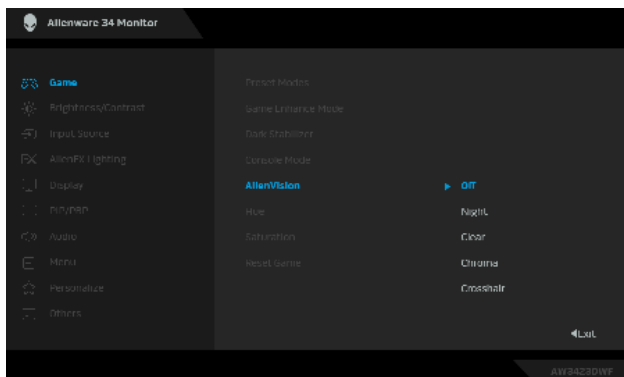 Alienware 34 Monitor
Game
Brightness/Contrast
Input Source
AlienFX Lighting
Display
PIP/PBP
Audio
Menu
Personalize
Others
Preset Modes
Game Enhance Mode
Dark Stabilizer
Console Mode
AlienVision
Hue
Saturation
Reset Game
Off
Night
Clear
Chroma
Crosshair
Exit
AW3423DWF